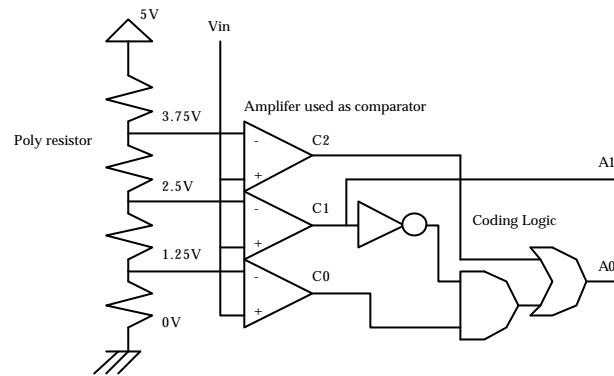 5V
Vin
3.75V
Amplifer used as comparator
Poly resistor
-
C2
+
A1
2.5V
-
C1
Coding Logic
+
1.25V
-
C0
A0
+
0V